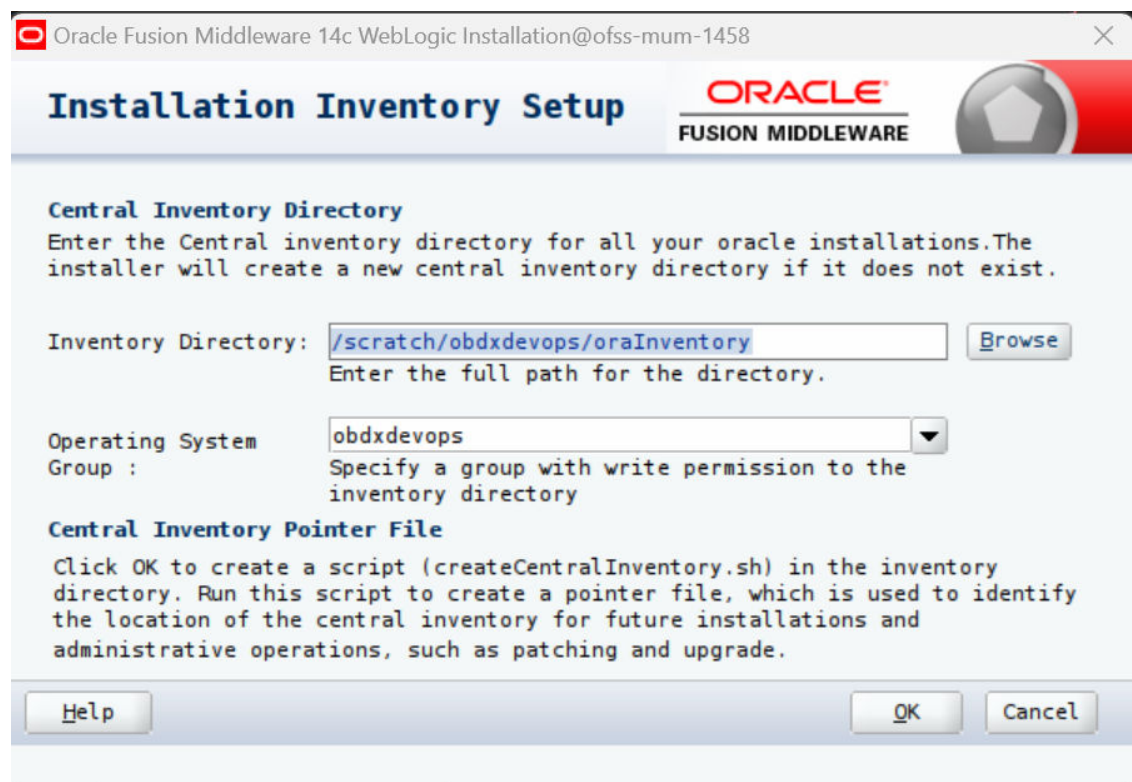 Oracle Fusion Middleware 14c WebLogic Installation@ofss-mum-1458
Installation Inventory Setup
ORACLE
FUSION MIDDLEWARE
Central Inventory Directory
Enter the Central inventory directory for all your oracle installations.The
installer will create a new central inventory directory if it does not exist.
Inventory Directory: /scratch/obdxdevops/oraInventory Browse
Enter the full path for the directory.
Operating System obdxdevops
Group : Specify a group with write permission to the
inventory directory
Central Inventory Pointer File
Click OK to create a script (createCentralInventory.sh) in the inventory
directory. Run this script to create a pointer file, which is used to identify
the location of the central inventory for future installations and
administrative operations, such as patching and upgrade.
Help OK Cancel